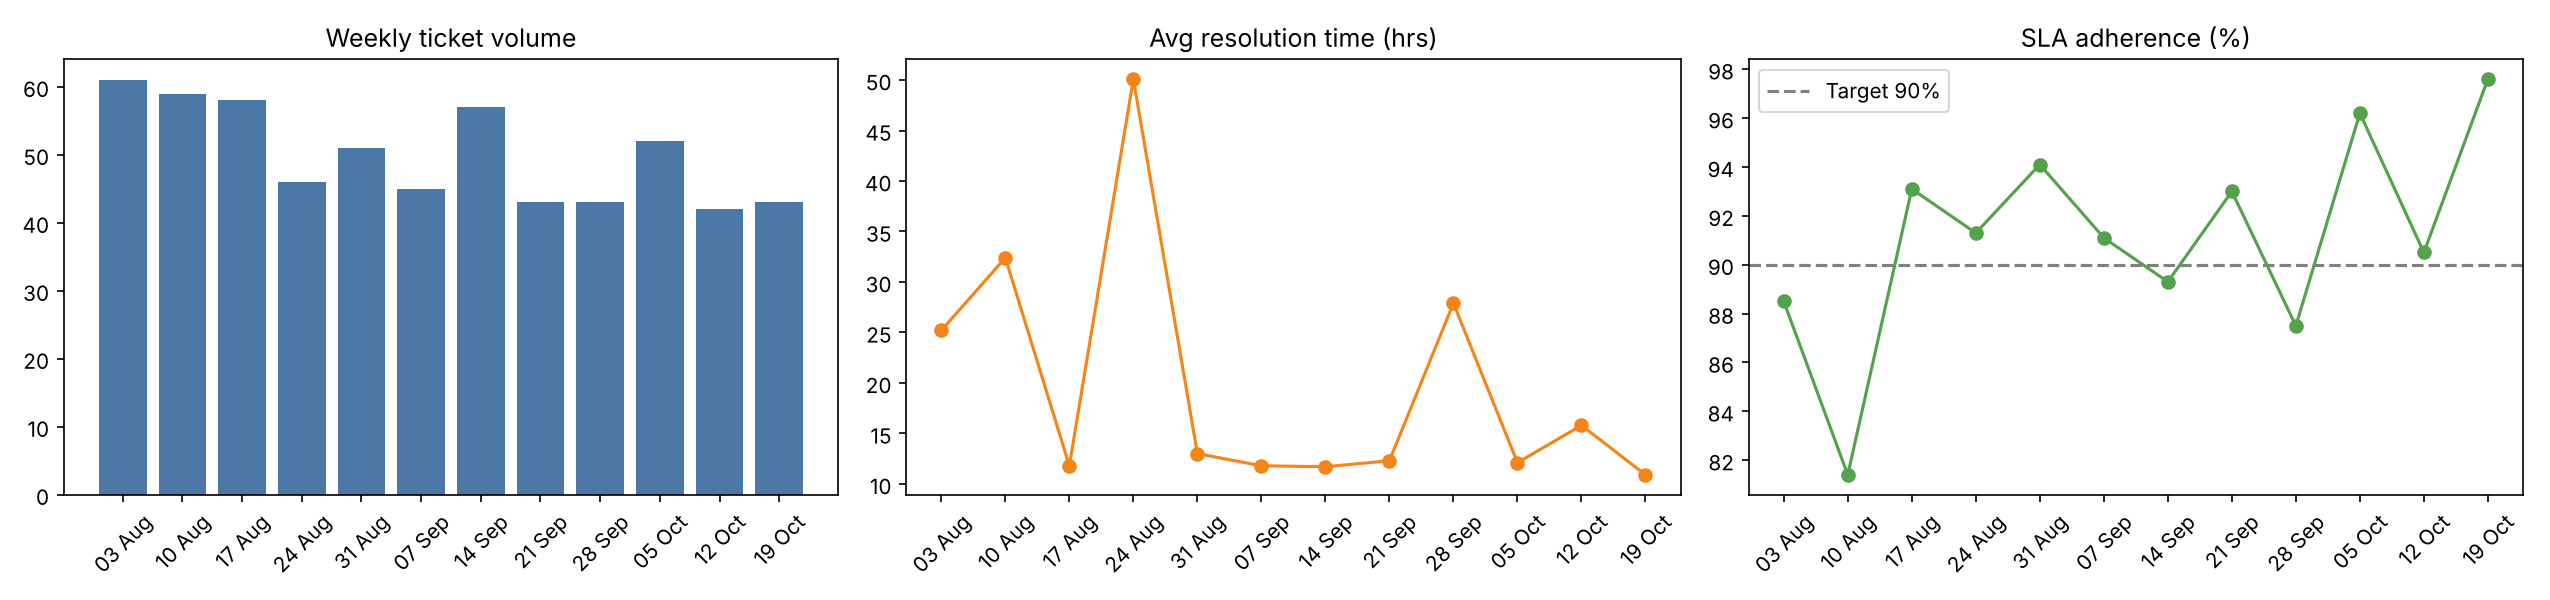 Weekly ticket volume
60
50
40
30
20
10
0
03 Aug
10 Aug
17 Aug
24 Aug
31 Aug
07 Sep
14 Sep
21 Sep
28 Sep
05 Oct
12 Oct
19 Oct
Avg resolution time (hrs)
50
45
40
35
30
25
20
15
10
03 Aug
10 Aug
17 Aug
24 Aug
31 Aug
07 Sep
14 Sep
21 Sep
28 Sep
05 Oct
12 Oct
19 Oct
SLA adherence (%)
Target 90%
98
96
94
92
90
88
86
84
82
03 Aug
10 Aug
17 Aug
24 Aug
31 Aug
07 Sep
14 Sep
21 Sep
28 Sep
05 Oct
12 Oct
19 Oct